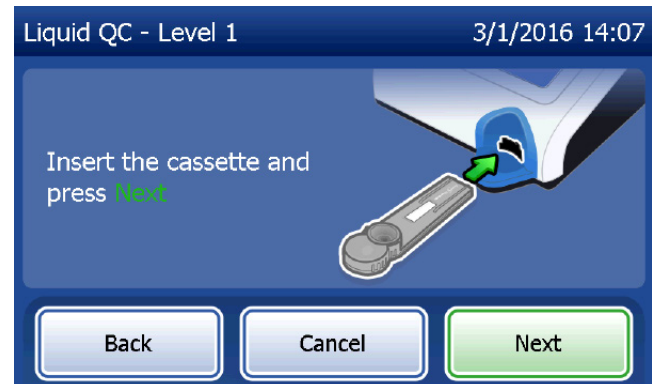 Liquid QC - Level 1
3/1/2016 14:07
Insert the cassette and
press Next
Back
Cancel
Next